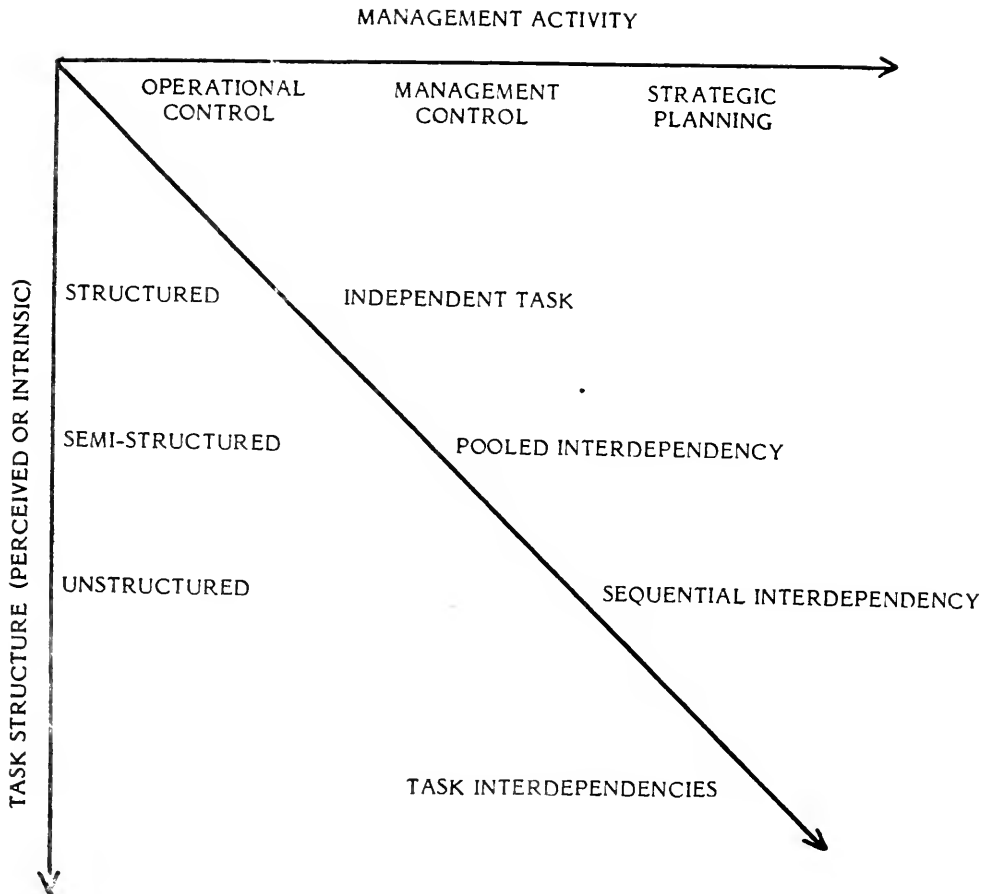 MANAGEMENT ACTIVITY
OPERATIONAL
CONTROL
MANAGEMENT
CONTROL
STRATEGIC
PLANNING
TASK STRUCTURE (PERCEIVED OR INTRINSIC)
STRUCTURED
INDEPENDENT TASK
SEMI-STRUCTURED
POOLED INTERDEPENDENCY
UNSTRUCTURED
SEQUENTIAL INTERDEPENDENCY
TASK INTERDEPENDENCIES